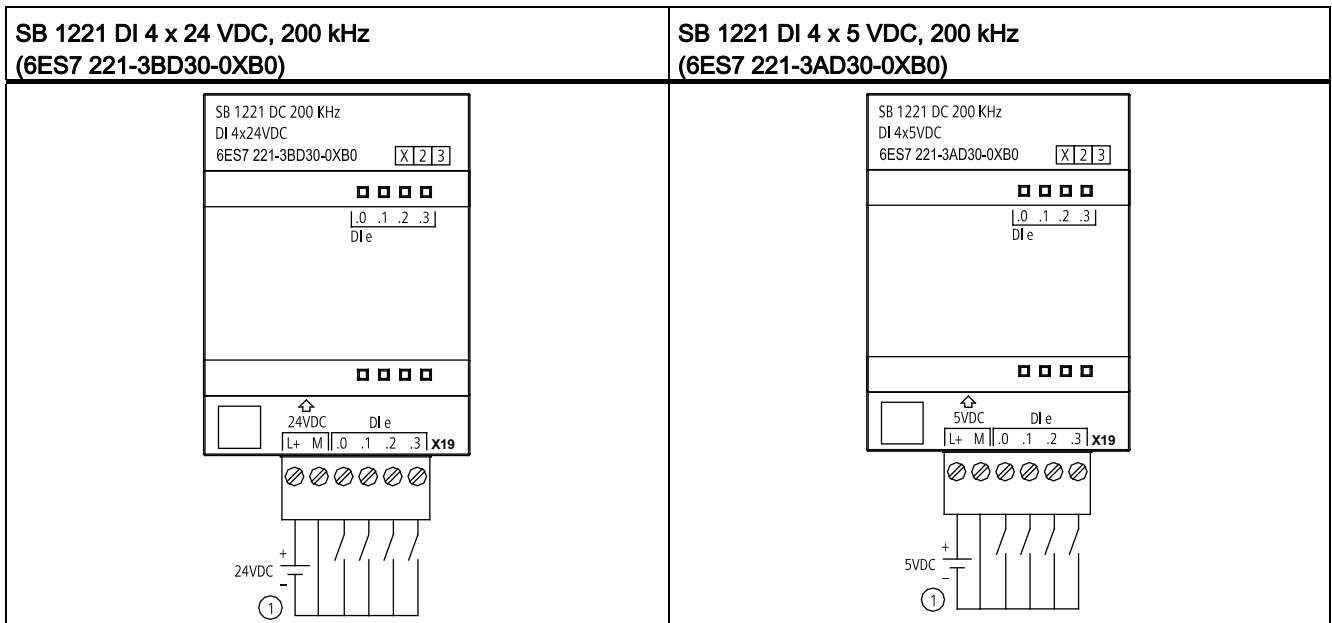 SB 1221 DI 4 x 24 VDC, 200 kHz
(6ES7 221-3BD30-0XB0)
SB 1221 DI 4 x 5 VDC, 200 kHz
(6ES7 221-3AD30-0XB0)
SB 1221 DC 200 KHz
DI 4x24VDC
6ES7 221-3BD30-0XB0 X 2 3
.0 .1 .2 .3
DI e
24VDC DI e
L+ M .0 .1 .2 .3 X19
+
24VDC
–
1
SB 1221 DC 200 KHz
DI 4x5VDC
6ES7 221-3AD30-0XB0 X 2 3
.0 .1 .2 .3
DI e
5VDC DI e
L+ M .0 .1 .2 .3 X19
+
5VDC
–
1